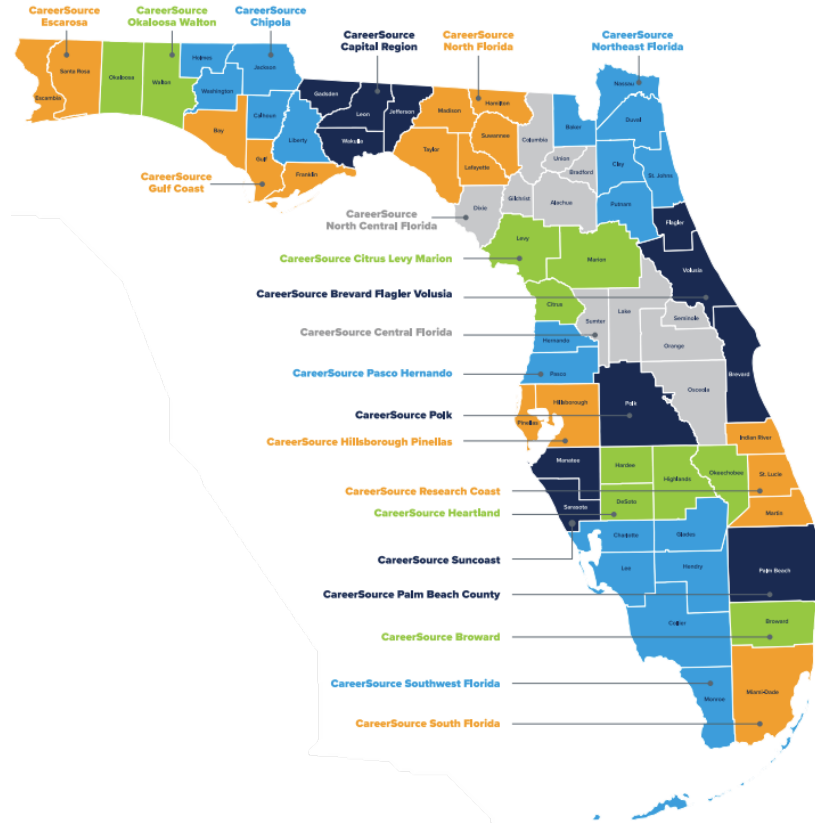 CareerSource
Escarosa
CareerSource
Okaloosa Walton
CareerSource
Chipola
CareerSource
Capital Region
CareerSource
North Florida
CareerSource
Northeast Florida
Escambia
Santa Rosa
Okaloosa
Walton
Holmes
Jackson
Washington
Bay
Calhoun
Gulf
Liberty
Franklin
Gadsden
Leon
Jefferson
Wakulla
Madison
Hamilton
Taylor
Suwannee
Lafayette
Columbia
Baker
Nassau
Duval
Union
Bradford
Clay
St. Johns
Putnam
Dixie
Gilchrist
Alachua
Flagler
CareerSource
Gulf Coast
CareerSource
North Central Florida
Levy
Marion
CareerSource Citrus Levy Marion
Volusia
CareerSource Brevard Flagler Volusia
Citrus
Sumter
Lake
Seminole
CareerSource Central Florida
Hernando
Orange
CareerSource Pasco Hernando
Pasco
Osceola
Brevard
CareerSource Polk
Polk
Hillsborough
Pinellas
CareerSource Hillsborough Pinellas
Indian River
Manatee
Hardee
Highlands
Okeechobee
St. Lucie
CareerSource Research Coast
CareerSource Heartland
DeSoto
Sarasota
Martin
Charlotte
Glades
CareerSource Suncoast
Lee
Hendry
Palm Beach
CareerSource Palm Beach County
Collier
Broward
CareerSource Broward
CareerSource Southwest Florida
Monroe
Miami-Dade
CareerSource South Florida